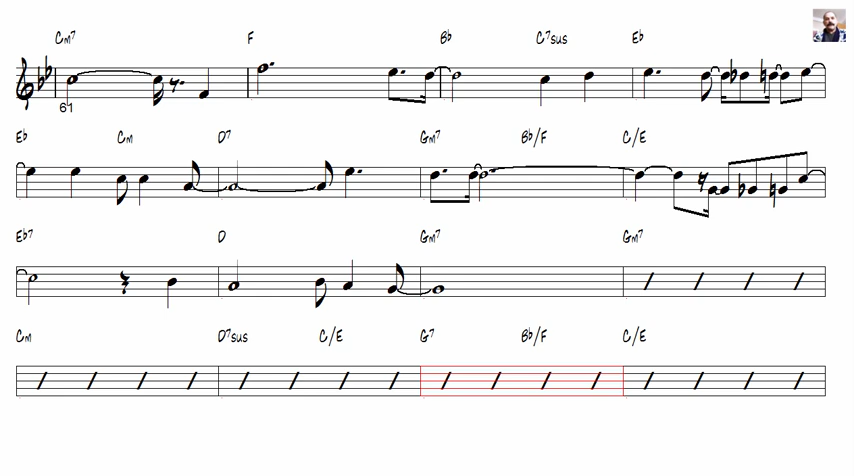 Cm7 F Bb C7sus Eb
61
Eb Cm D7 Gm7 Bb/F C/E
Eb7 D Gm7 Gm7
Cm D7sus C/E G7 Bb/F C/E